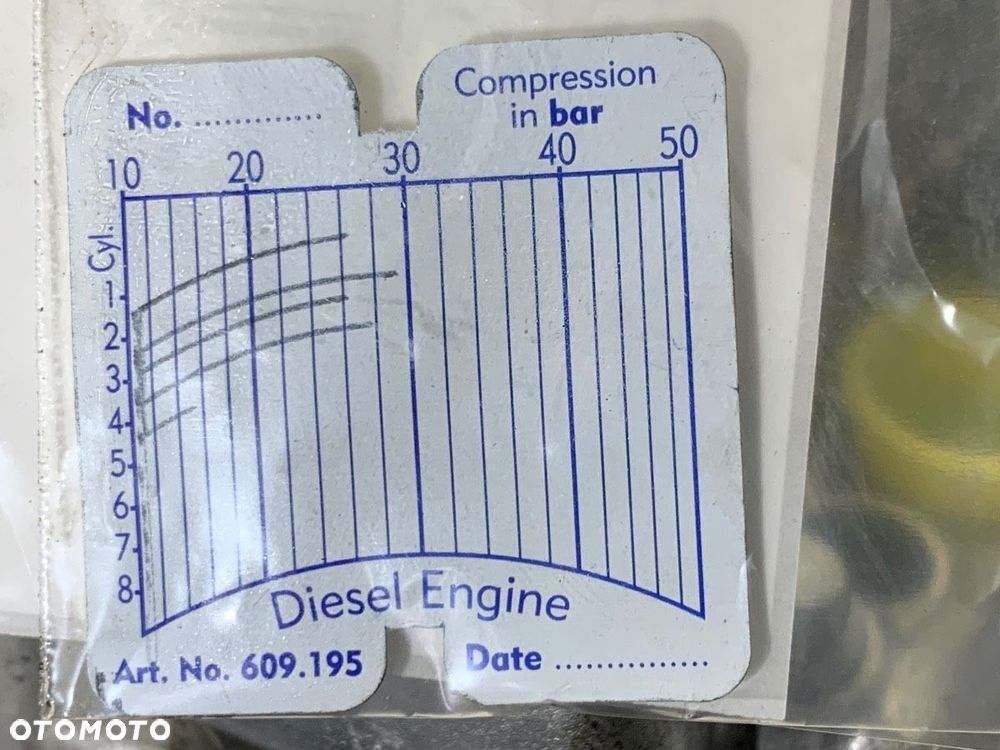 No. .............
Compression
in bar
10 20 30 40 50
Cyl.
1
2
3
4
5
6
7
8
Diesel Engine
Art. No. 609.195
Date ...............
OTOMOTO